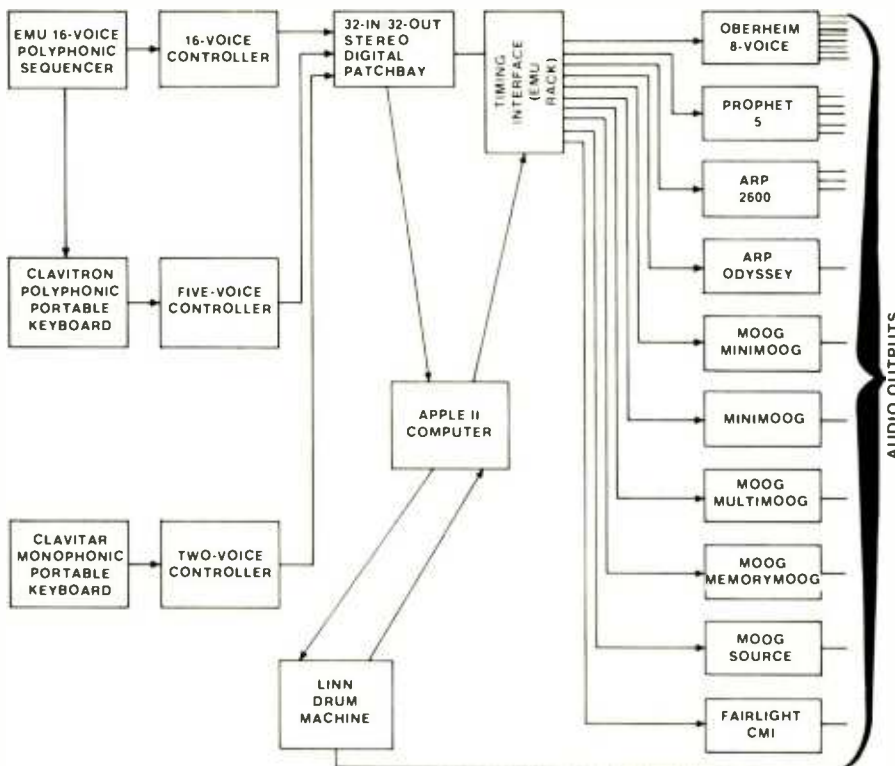 EMU 16-VOICE
POLYPHONIC
SEQUENCER
16-VOICE
CONTROLLER
32-IN 32-OUT
STEREO
DIGITAL
PATCHBAY
TIMING
INTERFACE
(EMU
RACK)
OBERHEIM
8-VOICE
PROPHET
5
ARP
2600
CLAVITRON
POLYPHONIC
PORTABLE
KEYBOARD
FIVE-VOICE
CONTROLLER
ARP
ODYSSEY
MOOG
MINIMOOG
AUDIO OUTPUTS
APPLE II
COMPUTER
MINIMOOG
MOOG
MULTIMOOG
CLAVITAR
MONOPHONIC
PORTABLE
KEYBOARD
TWO-VOICE
CONTROLLER
MOOG
MEMORYMOOG
MOOG
SOURCE
LINN
DRUM
MACHINE
FAIRLIGHT
CMI